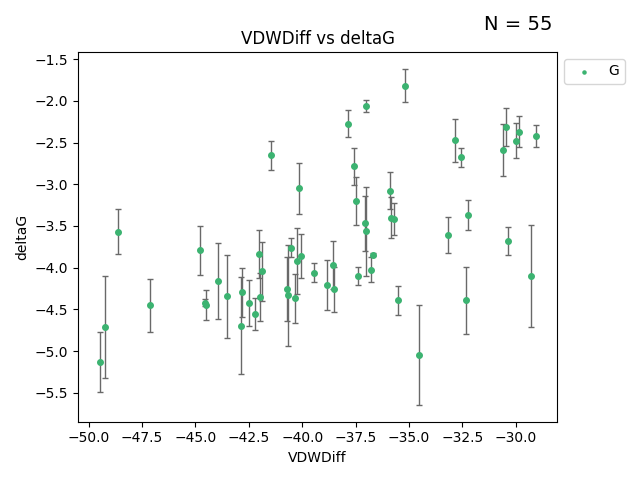 N = 55
VDWDiff vs deltaG
G
−1.5
−2.0
−2.5
−3.0
−3.5
−4.0
−4.5
−5.0
−5.5
deltaG
−50.0 −47.5 −45.0 −42.5 −40.0 −37.5 −35.0 −32.5 −30.0
VDWDiff